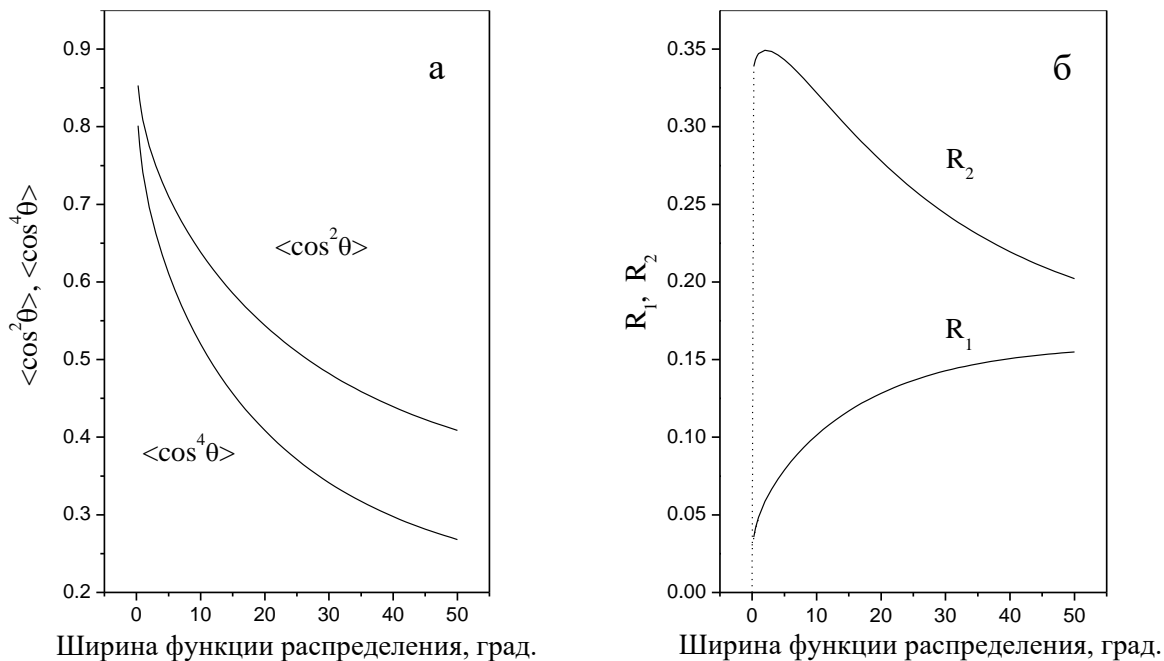 а
0.9
0.8
0.7
0.6
0.5
0.4
0.3
0.2
<cos²θ>, <cos⁴θ>
<cos²θ>
<cos⁴θ>
0 10 20 30 40 50
Ширина функции распределения, град.
б
0.35
0.30
0.25
0.20
0.15
0.10
0.05
0.00
R₁, R₂
R₂
R₁
0 10 20 30 40 50
Ширина функции распределения, град.